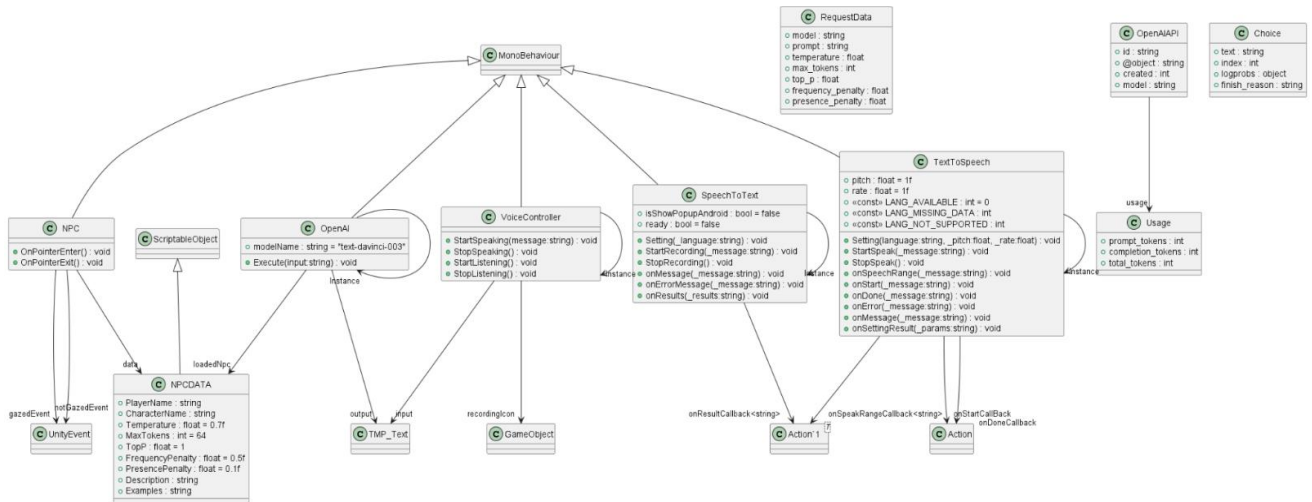 RequestData
model : string
prompt : string
temperature : float
max_tokens : int
top_p : float
frequency_penalty : float
presence_penalty : float
OpenAIAPI
id : string
@object : string
created : int
model : string
Choice
text : string
index : int
logprobs : object
finish_reason : string
MonoBehaviour
NPC
OnPointerEnter() : void
OnPointerExit() : void
ScriptableObject
OpenAI
modelName : string = "text-davinci-003"
Execute(input:string) : void
Instance
VoiceController
StartSpeaking(message:string) : void
StopSpeaking() : void
StartListening() : void
StopListening() : void
Instance
SpeechToText
isShowPopupAndroid : bool = false
ready : bool = false
Setting(_language:string) : void
StartRecording(_message:string) : void
StopRecording() : void
onMessage(_message:string) : void
onErrorMessage(_message:string) : void
onResults(_results:string) : void
Instance
TextToSpeech
pitch : float = 1f
rate : float = 1f
«const» LANG_AVAILABLE : int = 0
«const» LANG_MISSING_DATA : int
«const» LANG_NOT_SUPPORTED : int
Setting(language:string, _pitch:float, _rate:float) : void
StartSpeak(_message:string) : void
StopSpeak() : void
onSpeechRange(_message:string) : void
onStart(_message:string) : void
onDone(_message:string) : void
onError(_message:string) : void
onMessage(_message:string) : void
onSettingResult(_params:string) : void
Instance
usage
Usage
prompt_tokens : int
completion_tokens : int
total_tokens : int
data
loadedNpc
NPCDATA
PlayerName : string
CharacterName : string
Temperature : float = 0.7f
MaxTokens : int = 64
TopP : float = 1
FrequencyPenalty : float = 0.5f
PresencePenalty : float = 0.1f
Description : string
Examples : string
gazedEvent
notGazedEvent
UnityEvent
output
input
TMP_Text
recordingIcon
GameObject
onResultCallback<string>
onSpeakRangeCallback<string>
Action`1
T
onStartCallBack
onDoneCallback
Action